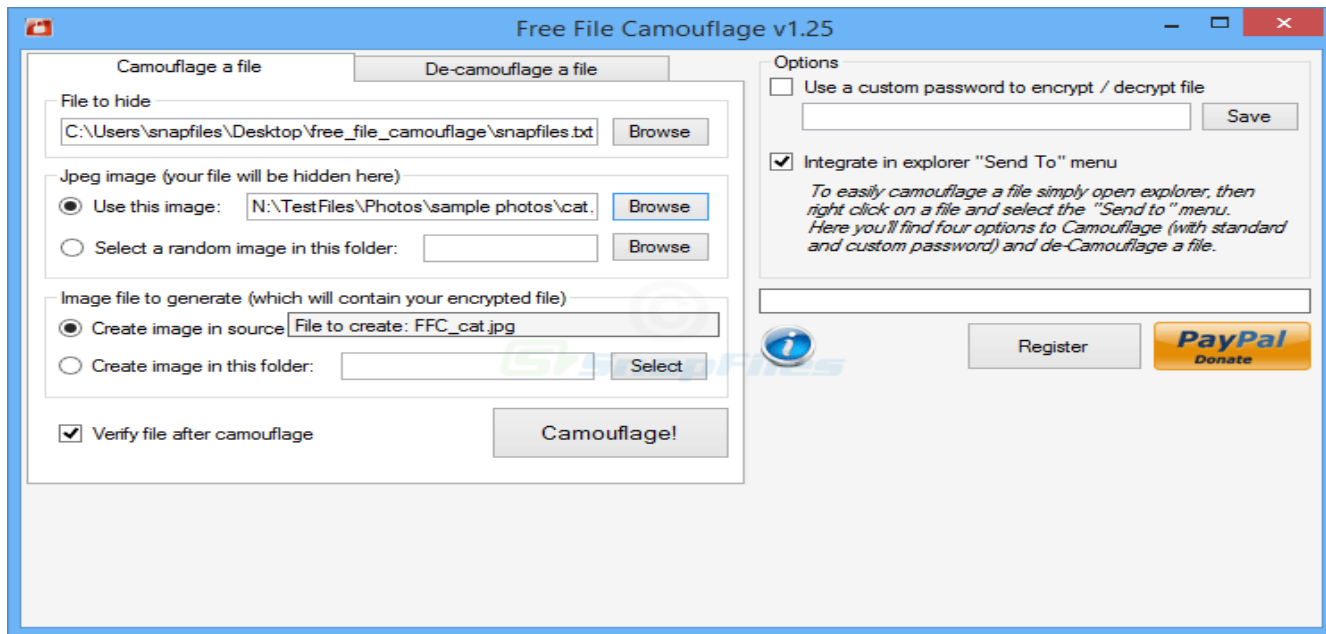 Free File Camouflage v1.25
Camouflage a file
De-camouflage a file
File to hide
C:\Users\snapfiles\Desktop\free_file_camouflage\snapfiles.txt
Browse
Jpeg image (your file will be hidden here)
Use this image:
N:\TestFiles\Photos\sample photos\cat.
Browse
Select a random image in this folder:
Browse
Image file to generate (which will contain your encrypted file)
Create image in source
File to create: FFC_cat.jpg
Create image in this folder:
Select
Verify file after camouflage
Camouflage!
Options
Use a custom password to encrypt / decrypt file
Save
Integrate in explorer "Send To" menu
To easily camouflage a file simply open explorer, then
right click on a file and select the "Send to" menu.
Here you'll find four options to Camouflage (with standard
and custom password) and de-Camouflage a file.
Register
PayPal
Donate
©
SnapFiles